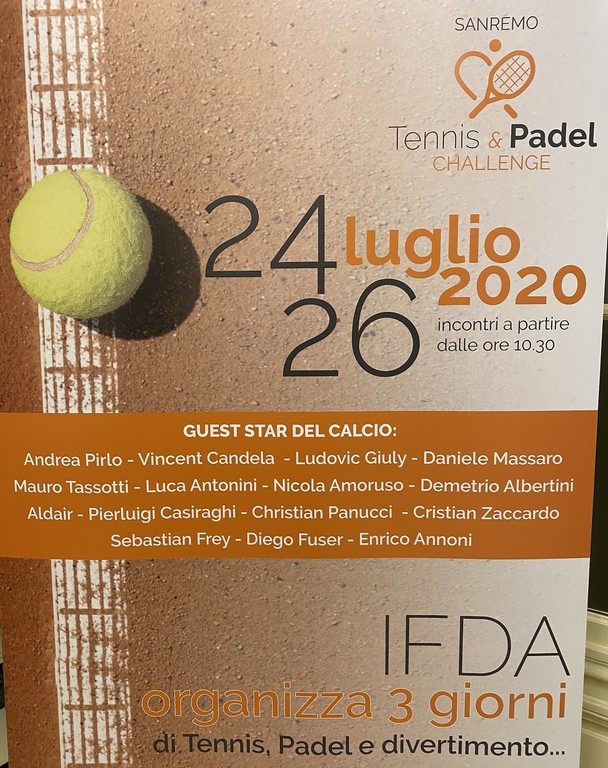 SANREMO
Tennis & Padel
CHALLENGE
24 luglio
26 2020
incontri a partire
dalle ore 10.30
GUEST STAR DEL CALCIO:
Andrea Pirlo - Vincent Candela - Ludovic Giuly - Daniele Massaro
Mauro Tassotti - Luca Antonini - Nicola Amoruso - Demetrio Albertini
Aldair - Pierluigi Casiraghi - Christian Panucci - Cristian Zaccardo
Sebastian Frey - Diego Fuser - Enrico Annoni
IFDA
organizza 3 giorni
di Tennis, Padel e divertimento...